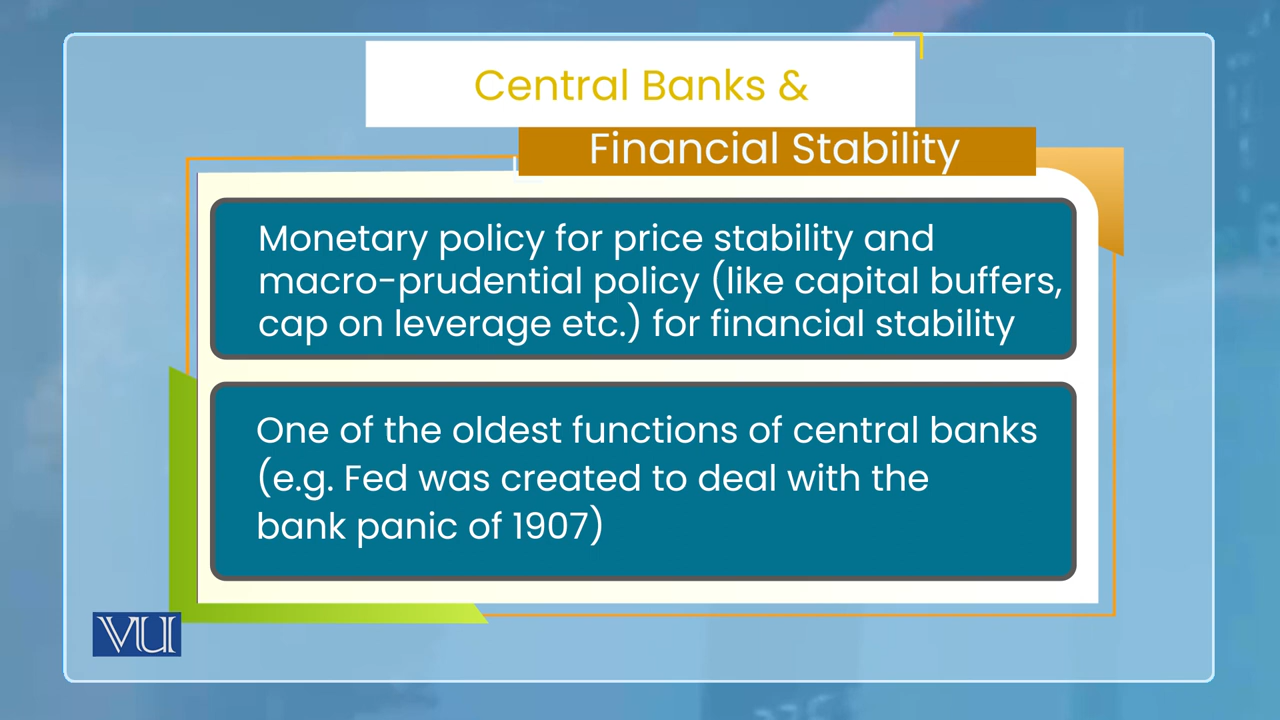 Central Banks &
Financial Stability
Monetary policy for price stability and
macro-prudential policy (like capital buffers,
cap on leverage etc.) for financial stability
One of the oldest functions of central banks
(e.g. Fed was created to deal with the
bank panic of 1907)
VU